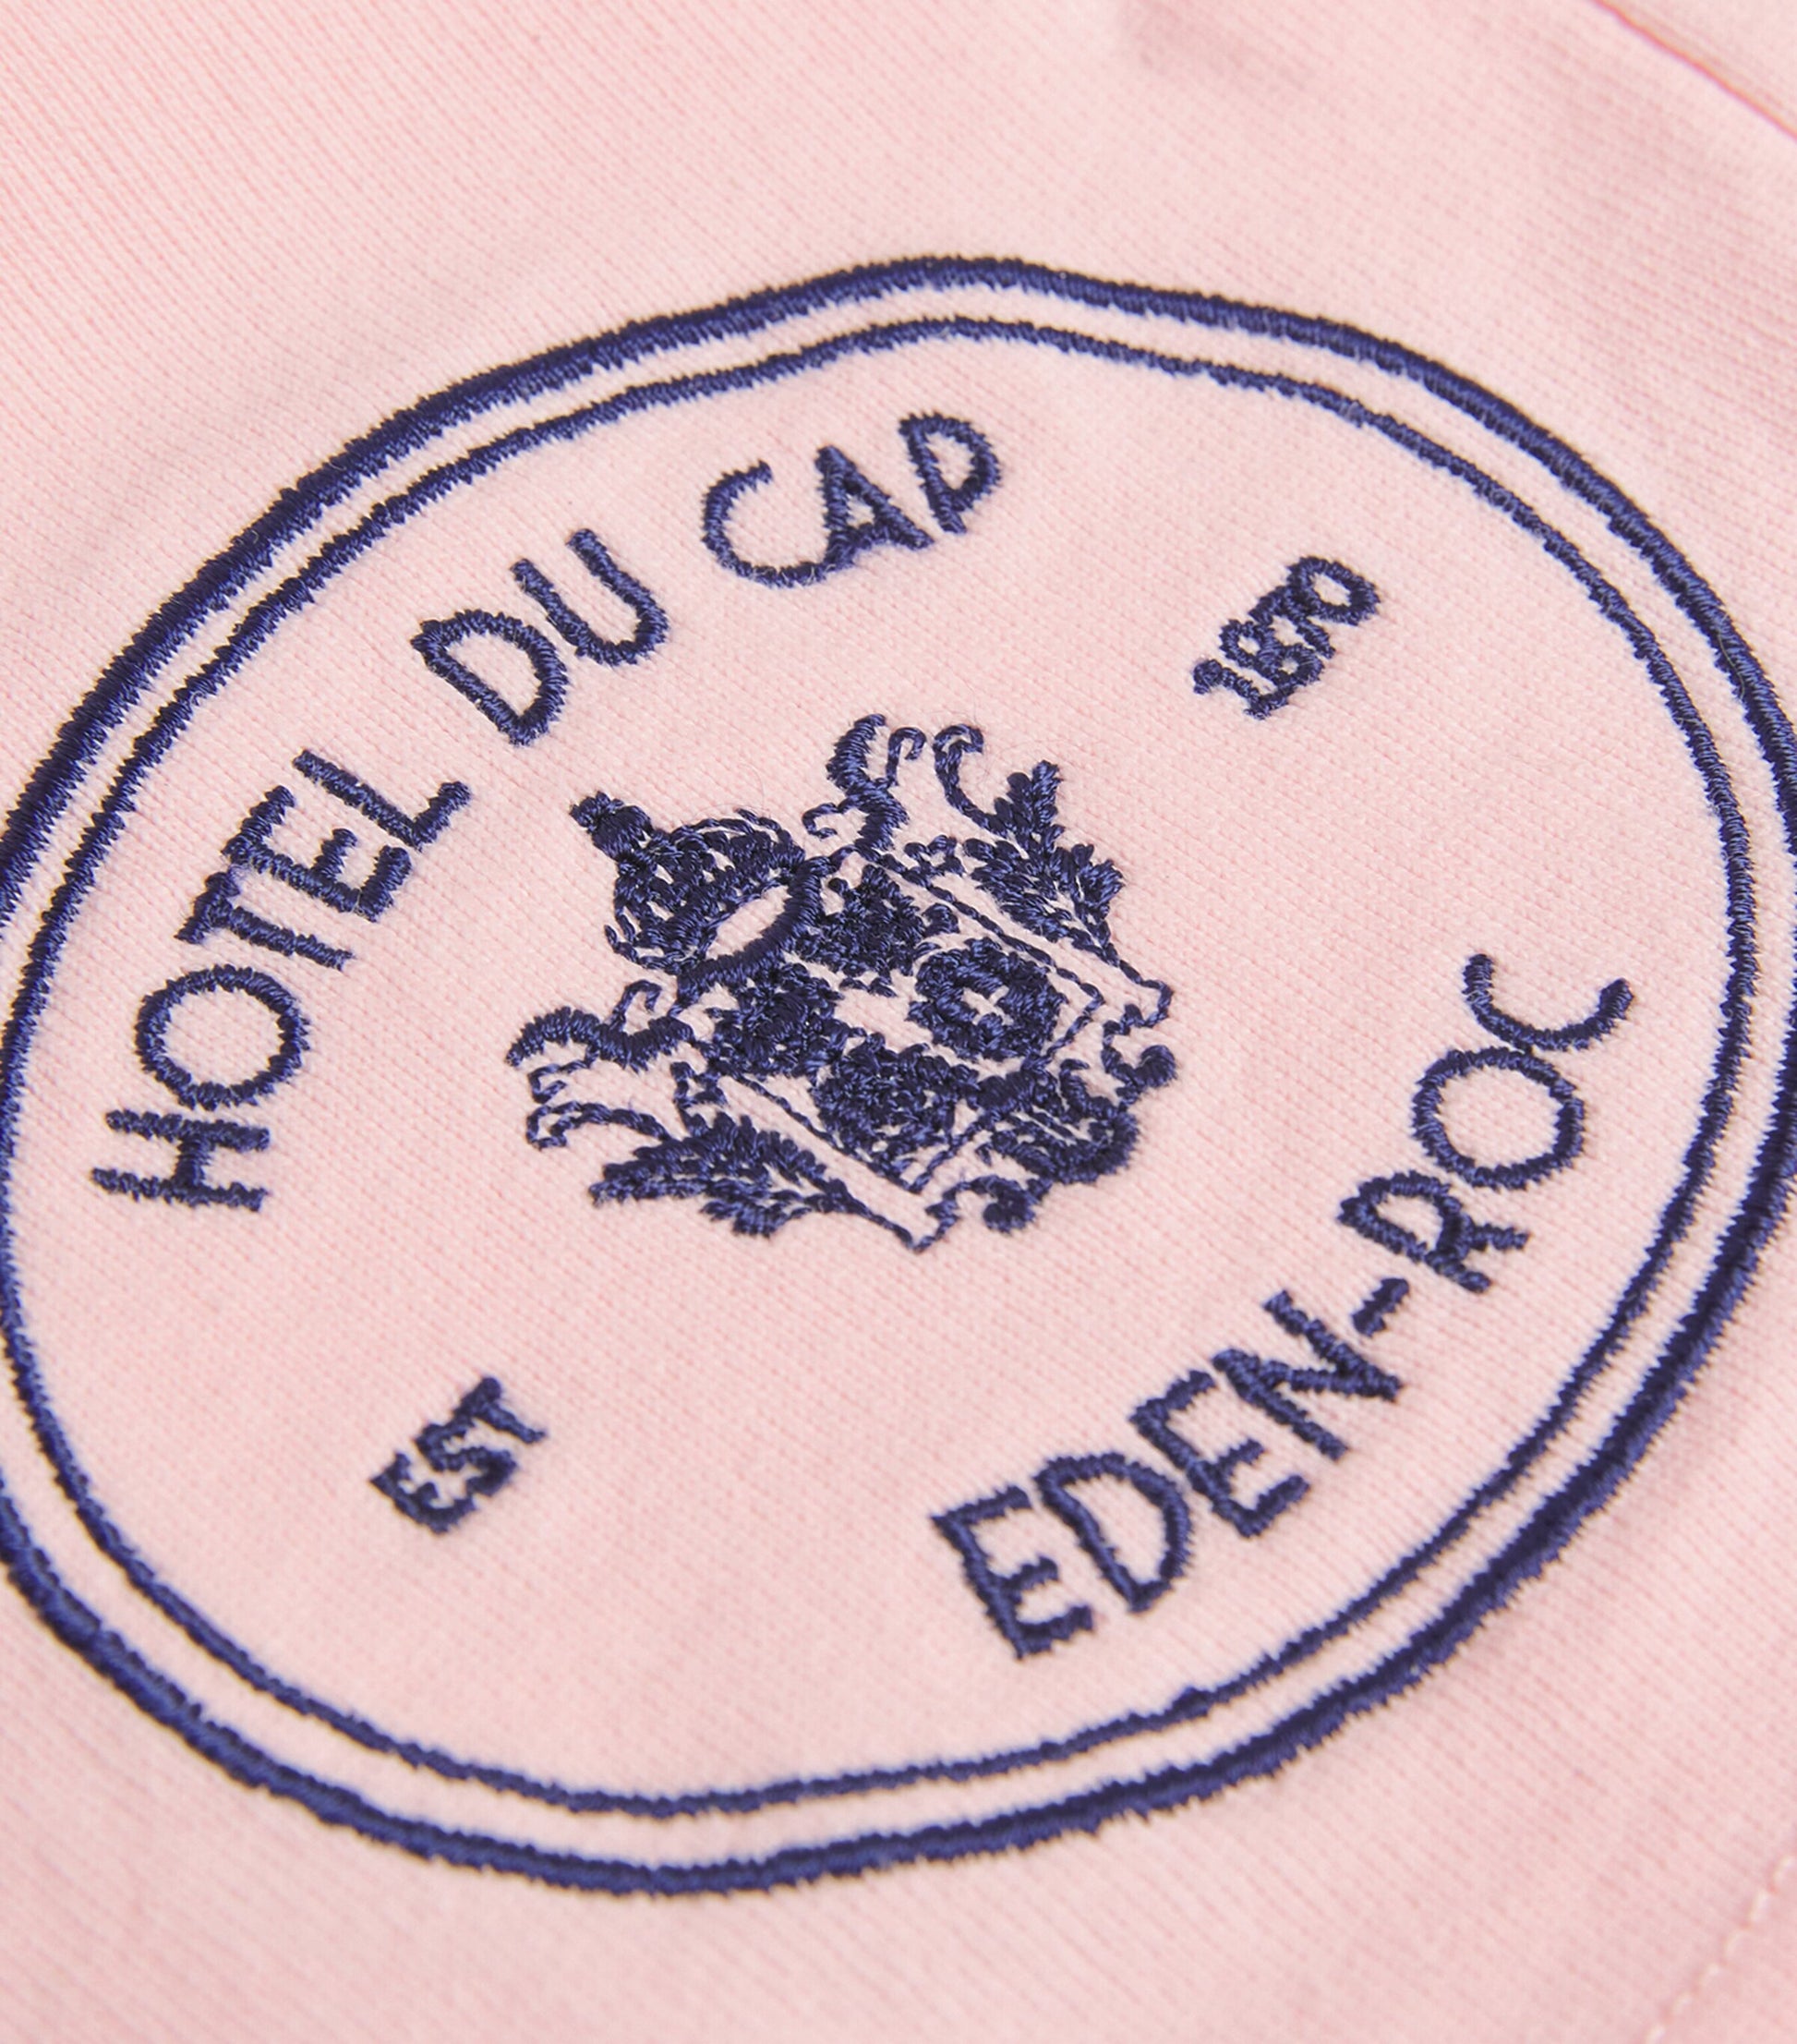 HOTEL DU CAP
EST
1870
EDEN-ROC